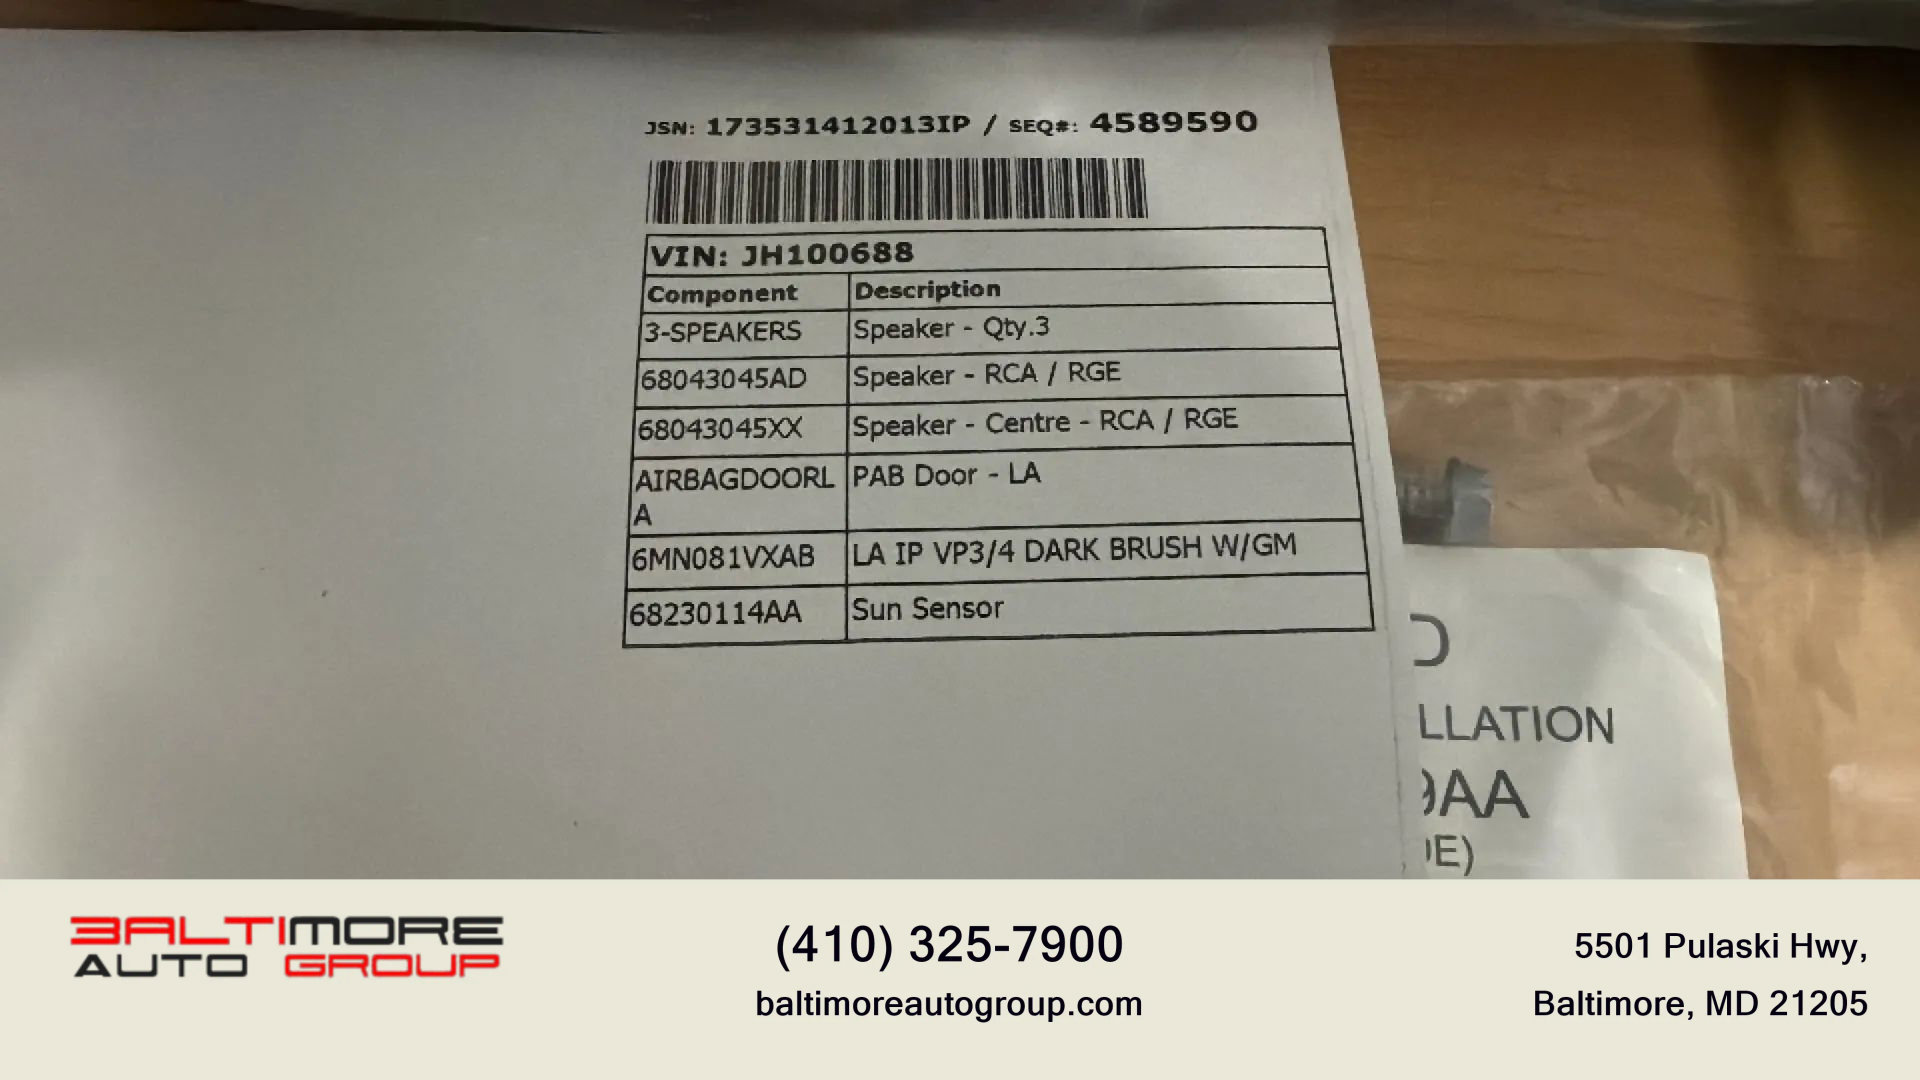 JSN: 173531412013IP / SEQ#: 4589590
VIN: JH100688
Component Description
3-SPEAKERS Speaker - Qty.3
68043045AD Speaker - RCA / RGE
68043045XX Speaker - Centre - RCA / RGE
AIRBAGDOORL PAB Door - LA
A
6MN081VXAB LA IP VP3/4 DARK BRUSH W/GM
68230114AA Sun Sensor
D
LLATION
9AA
DE)
BALTIMORE
AUTO GROUP
(410) 325-7900
baltimoreautogroup.com
5501 Pulaski Hwy,
Baltimore, MD 21205